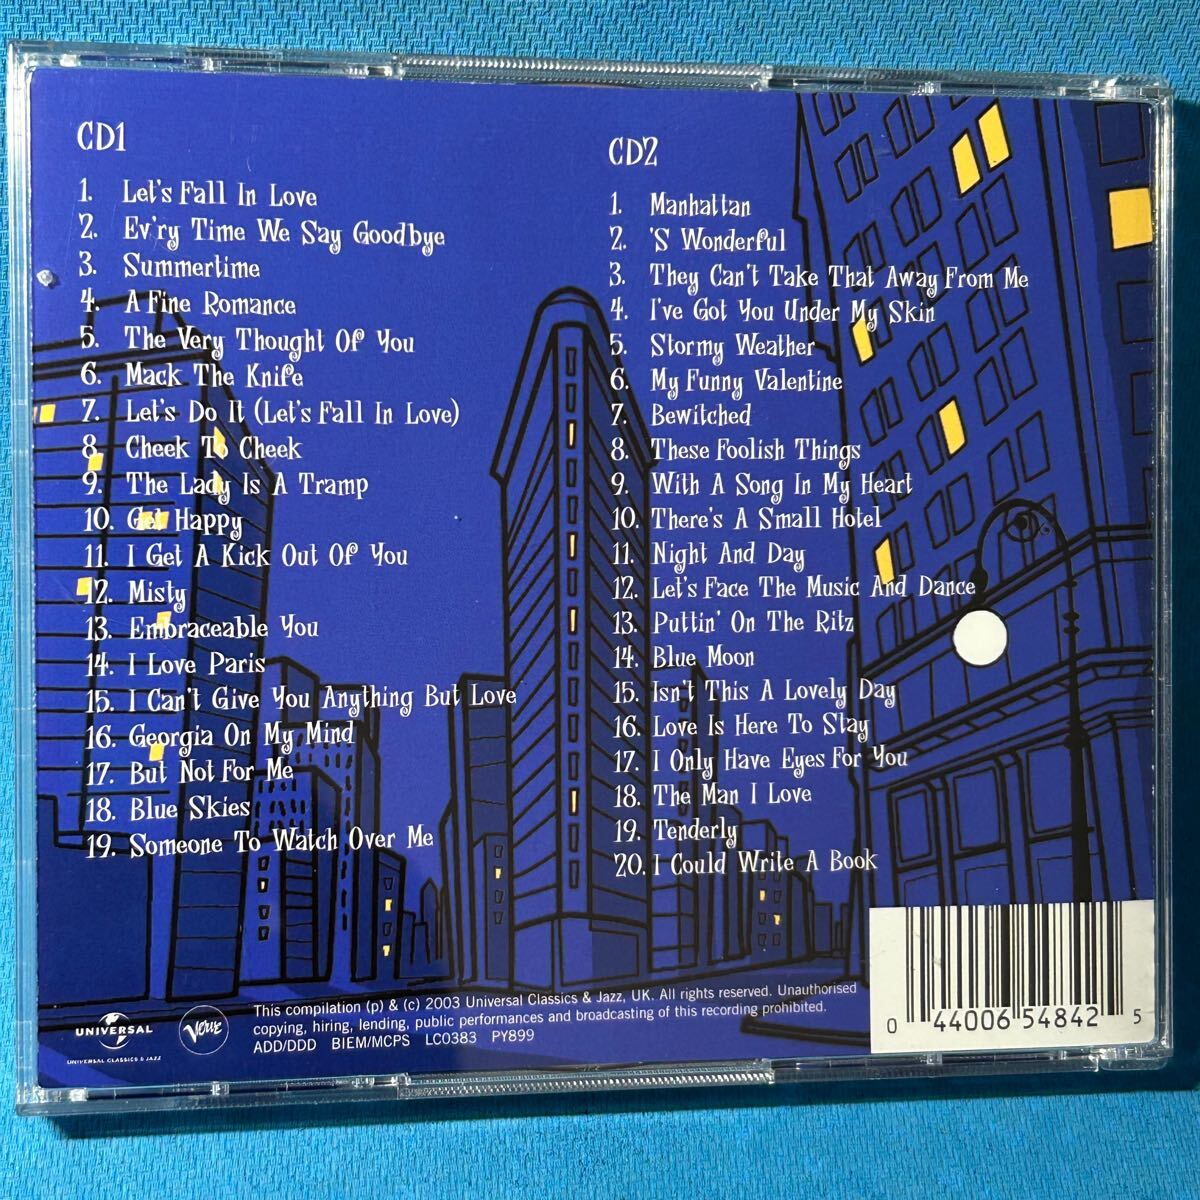 CD1
1. Let's Fall In Love
2. Ev'ry Time We Say Goodbye
3. Summertime
4. A Fine Romance
5. The Very Thought Of You
6. Mack The Knife
7. Let's Do It (Let's Fall In Love)
8. Cheek To Cheek
9. The Lady Is A Tramp
10. Get Happy
11. I Get A Kick Out Of You
12. Misty
13. Embraceable You
14. I Love Paris
15. I Can't Give You Anything But Love
16. Georgia On My Mind
17. But Not For Me
18. Blue Skies
19. Someone To Watch Over Me
CD2
1. Manhattan
2. 'S Wonderful
3. They Can't Take That Away From Me
4. I've Got You Under My Skin
5. Stormy Weather
6. My Funny Valentine
7. Bewitched
8. These Foolish Things
9. With A Song In My Heart
10. There's A Small Hotel
11. Night And Day
12. Let's Face The Music And Dance
13. Puttin' On The Ritz
14. Blue Moon
15. Isn't This A Lovely Day
16. Love Is Here To Stay
17. I Only Have Eyes For You
18. The Man I Love
19. Tenderly
20. I Could Write A Book
UNIVERSAL
UNIVERSAL CLASSICS & JAZZ
Verve
This compilation (p) & (c) 2003 Universal Classics & Jazz, UK. All rights reserved. Unauthorised
copying, hiring, lending, public performances and broadcasting of this recording prohibited.
ADD/DDD BIEM/MCPS LC0383 PY899
0 44006 54842 5